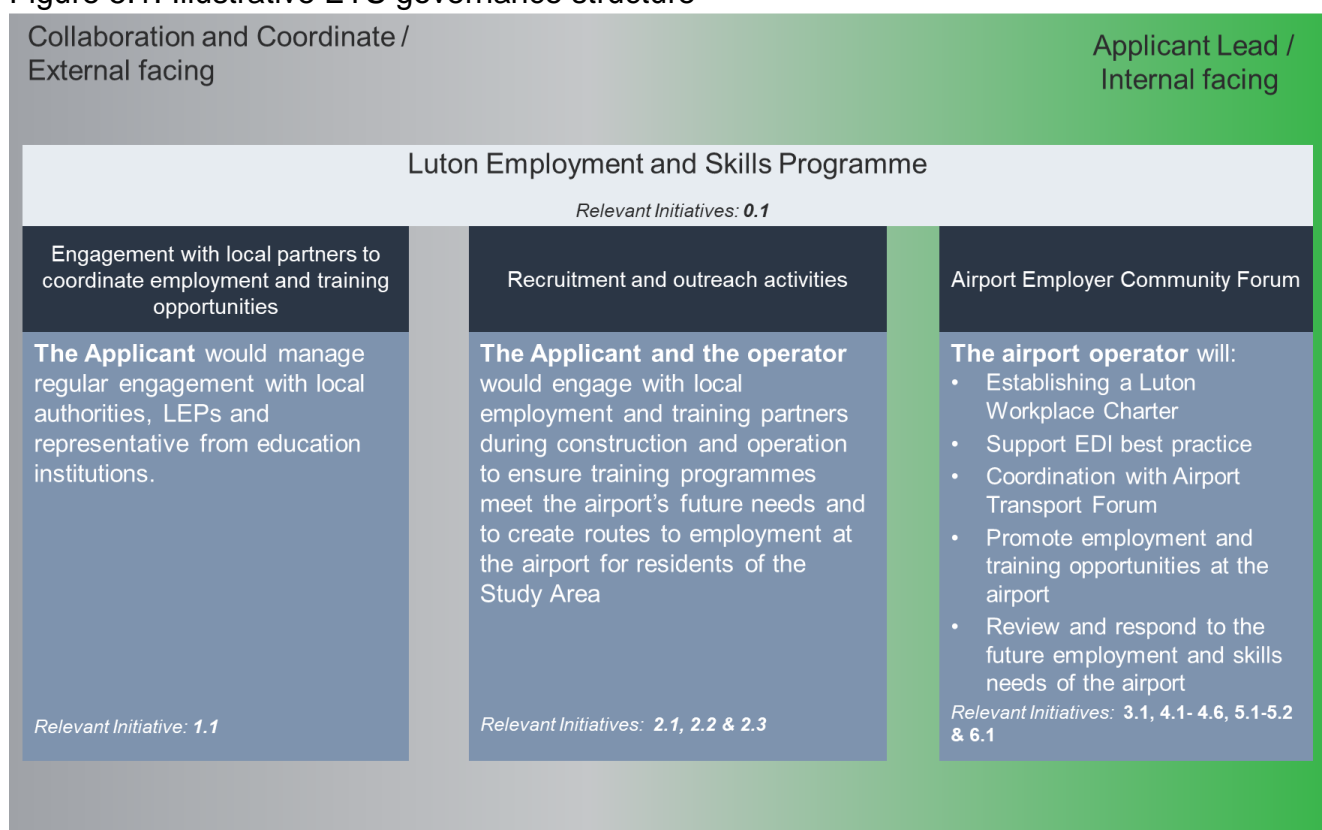 Figure 3.1: Illustrative ETS governance structure
Collaboration and Coordinate /
External facing
Applicant Lead /
Internal facing
Luton Employment and Skills Programme
Relevant Initiatives: 0.1
Engagement with local partners to
coordinate employment and training
opportunities
The Applicant would manage
regular engagement with local
authorities, LEPs and
representative from education
institutions.
Relevant Initiative: 1.1
Recruitment and outreach activities
The Applicant and the operator
would engage with local
employment and training partners
during construction and operation
to ensure training programmes
meet the airport’s future needs and
to create routes to employment at
the airport for residents of the
Study Area
Relevant Initiatives: 2.1, 2.2 & 2.3
Airport Employer Community Forum
The airport operator will:
• Establishing a Luton
Workplace Charter
• Support EDI best practice
• Coordination with Airport
Transport Forum
• Promote employment and
training opportunities at the
airport
• Review and respond to the
future employment and skills
needs of the airport
Relevant Initiatives: 3.1, 4.1- 4.6, 5.1-5.2
& 6.1